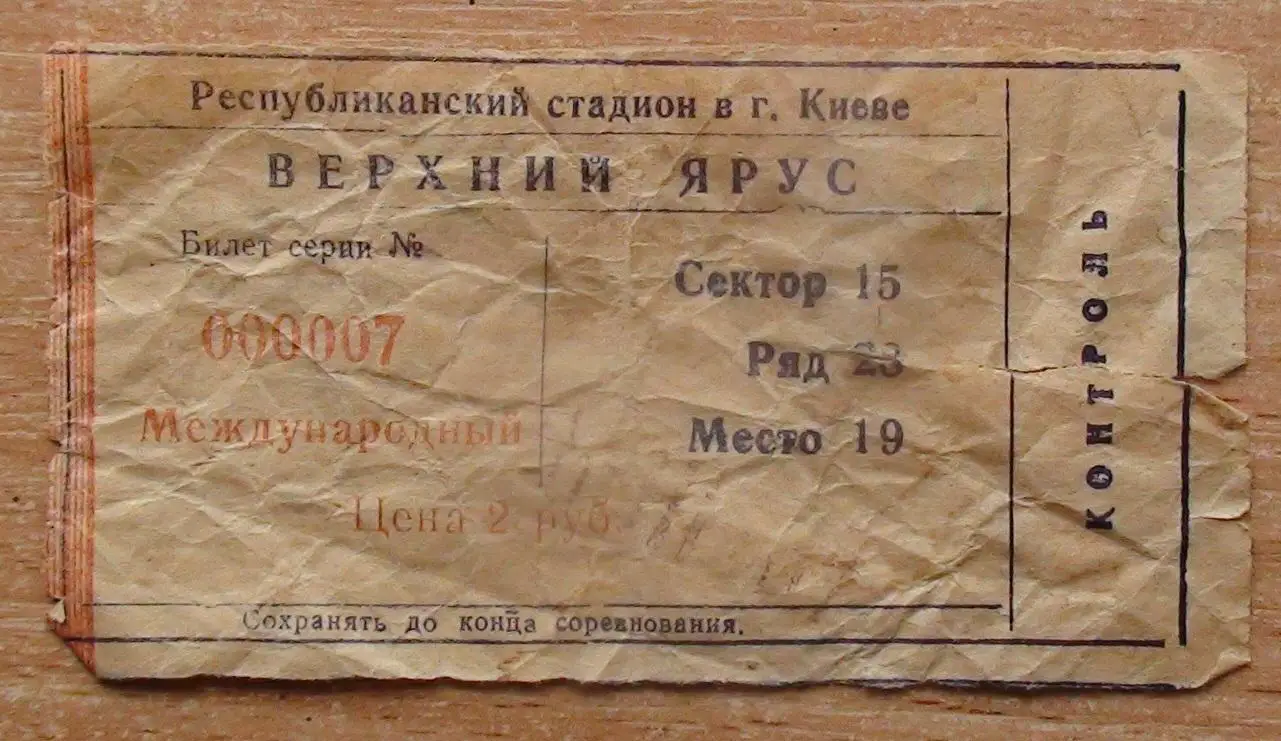 Республиканский стадион в г. Киеве
ВЕРХНИЙ ЯРУС
Билет серии №
000007
Международный
Цена 2 руб.
Сектор 15
Ряд 23
Место 19
Сохранять до конца соревнования.
КОНТРОЛЬ